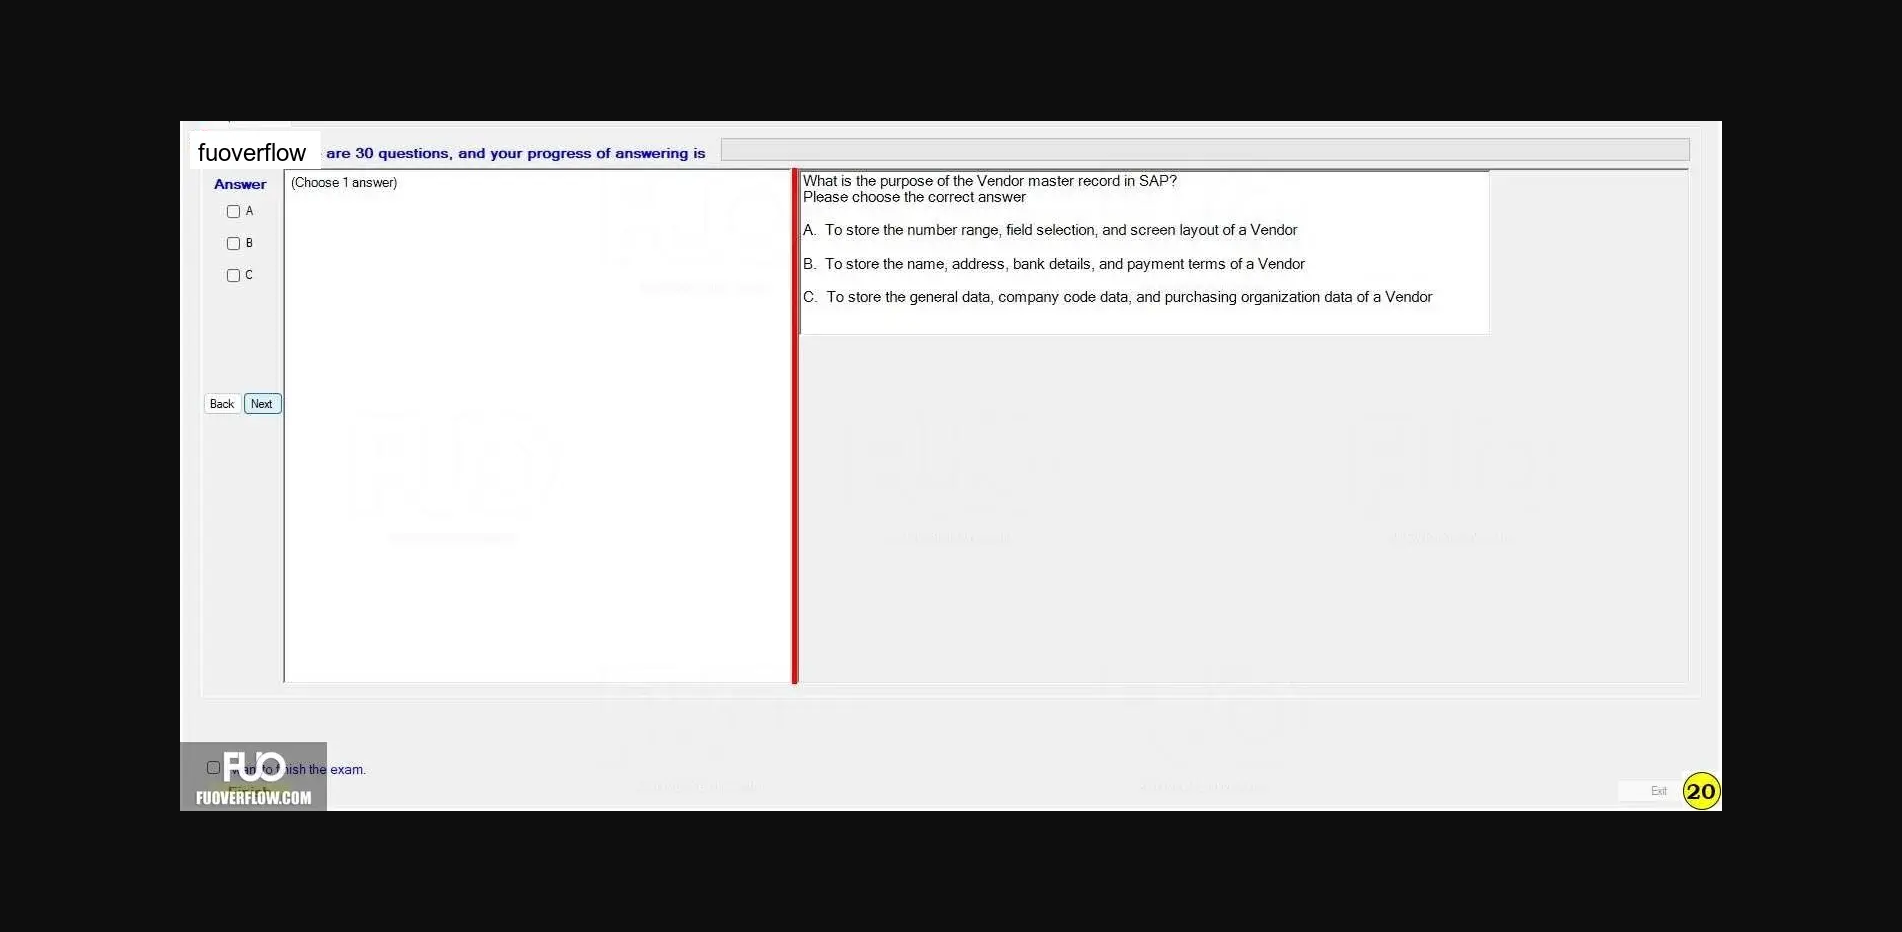 fuoverflow are 30 questions, and your progress of answering is
Answer
(Choose 1 answer)
A
B
C
Back Next
What is the purpose of the Vendor master record in SAP?
Please choose the correct answer
A. To store the number range, field selection, and screen layout of a Vendor
B. To store the name, address, bank details, and payment terms of a Vendor
C. To store the general data, company code data, and purchasing organization data of a Vendor
FUO
the exam.
FUOVERFLOW.COM
Exit
20